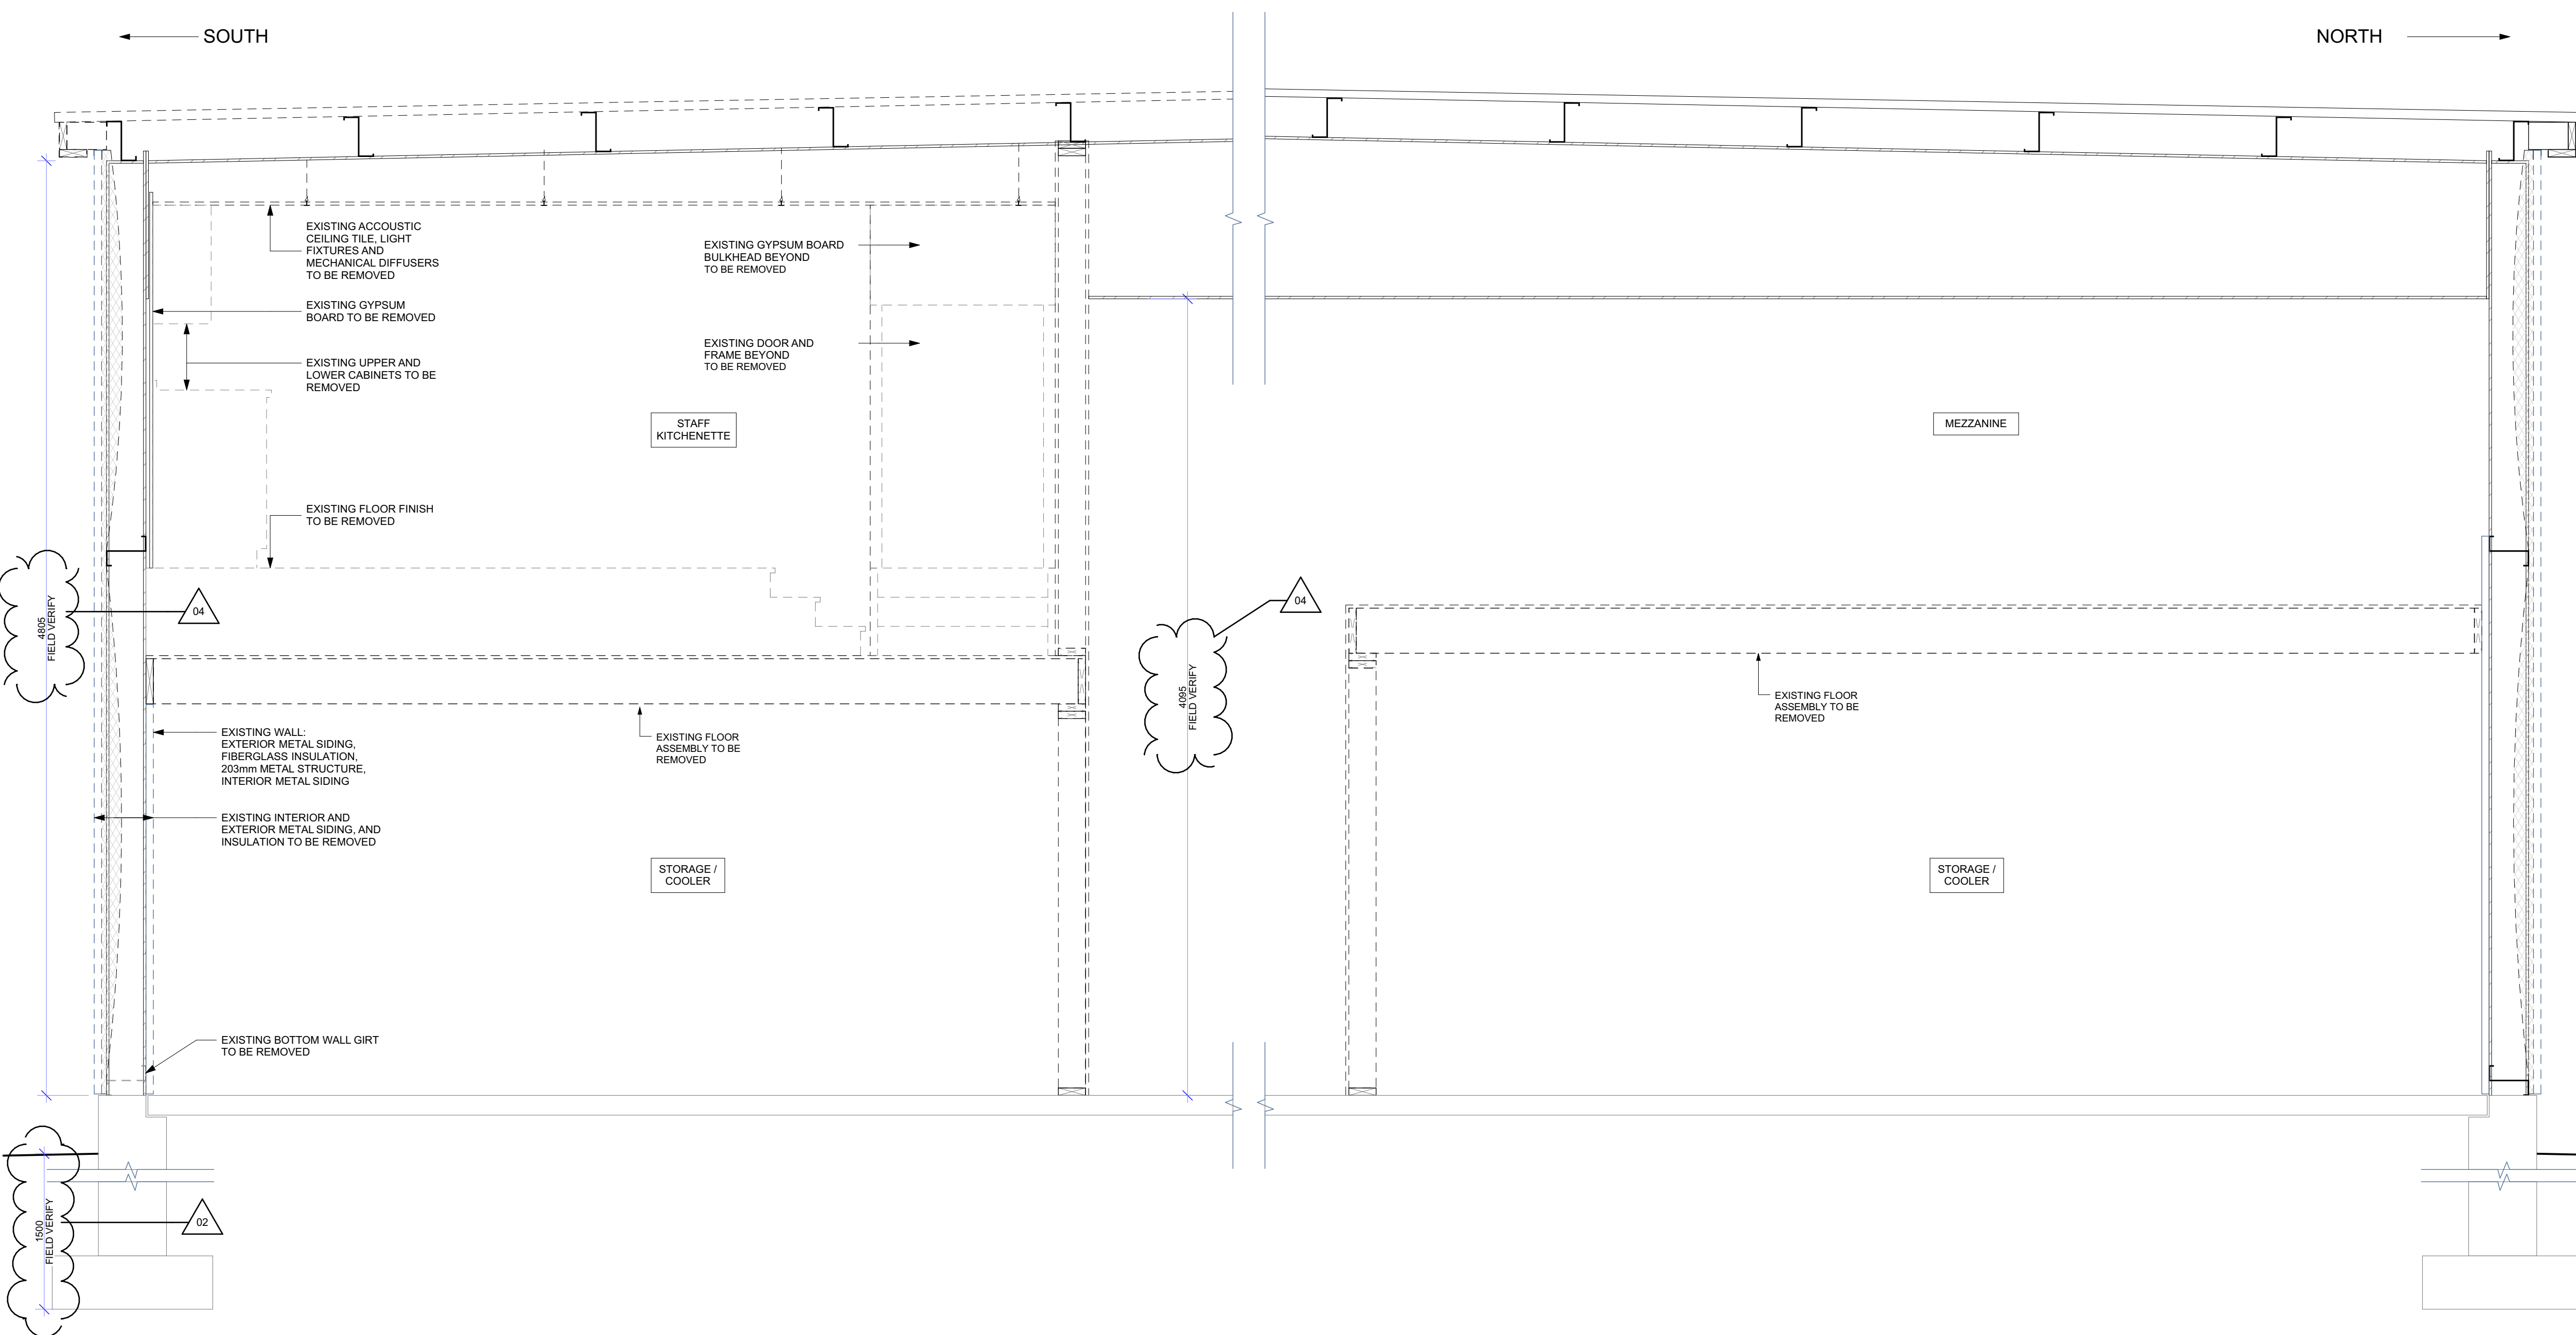 SOUTH
NORTH
EXISTING ACCOUSTIC
CEILING TILE, LIGHT
FIXTURES AND
MECHANICAL DIFFUSERS
TO BE REMOVED
EXISTING GYPSUM BOARD
BULKHEAD BEYOND
TO BE REMOVED
EXISTING GYPSUM
BOARD TO BE REMOVED
EXISTING DOOR AND
FRAME BEYOND
TO BE REMOVED
EXISTING UPPER AND
LOWER CABINETS TO BE
REMOVED
STAFF
KITCHENETTE
MEZZANINE
EXISTING FLOOR FINISH
TO BE REMOVED
4805
FIELD VERIFY
04
04
4095
FIELD VERIFY
EXISTING FLOOR
ASSEMBLY TO BE
REMOVED
EXISTING WALL:
EXTERIOR METAL SIDING,
FIBERGLASS INSULATION,
203mm METAL STRUCTURE,
INTERIOR METAL SIDING
EXISTING FLOOR
ASSEMBLY TO BE
REMOVED
EXISTING INTERIOR AND
EXTERIOR METAL SIDING, AND
INSULATION TO BE REMOVED
STORAGE /
COOLER
STORAGE /
COOLER
EXISTING BOTTOM WALL GIRT
TO BE REMOVED
1500
FIELD VERIFY
02